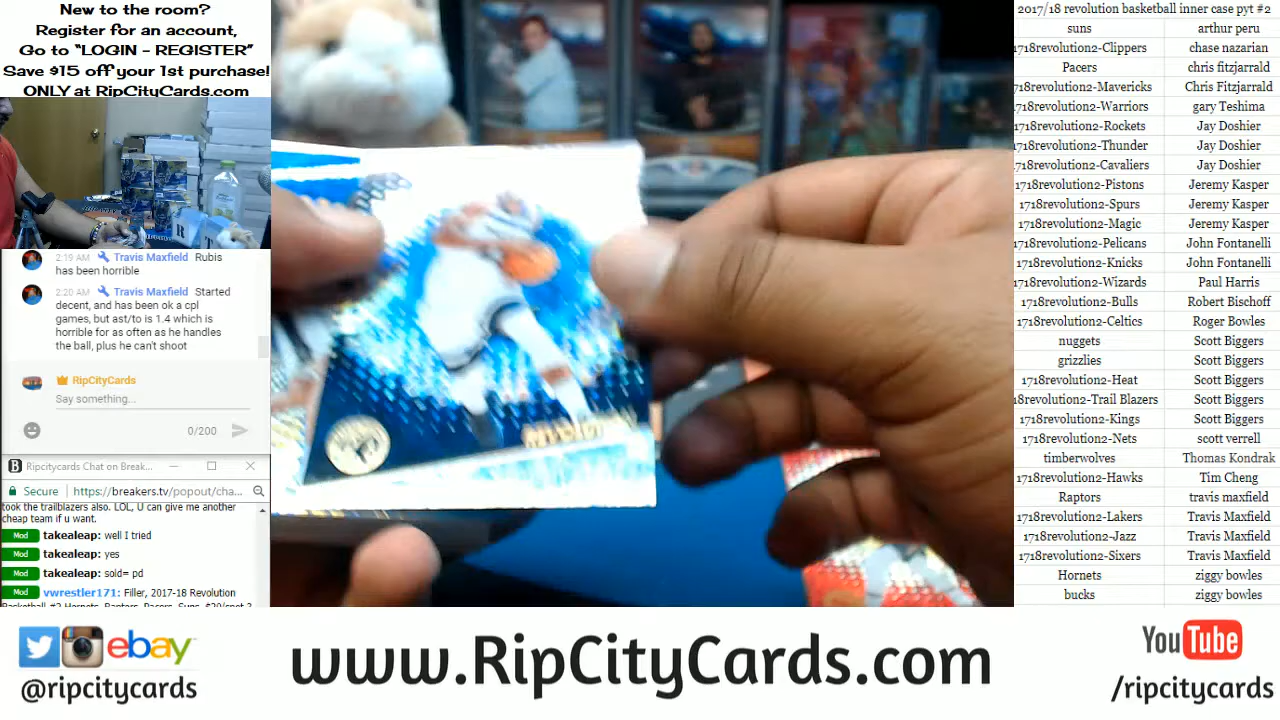 New to the room?
Register for an account,
Go to "LOGIN - REGISTER"
Save $15 off your 1st purchase!
ONLY at RipCityCards.com
2:19 AM Travis Maxfield Rubis
has been horrible
2:20 AM Travis Maxfield Started
decent, and has been ok a cpl
games, but ast/to is 1.4 which is
horrible for as often as he handles
the ball, plus he can't shoot
RipCityCards
Say something...
0/200
Ripcitycards Chat on Break...
Secure https://breakers.tv/popout/cha...
took the trailblazers also. LOL, U can give me another
cheap team if u want.
Mod takealeap: well I tried
Mod takealeap: yes
Mod takealeap: sold= pd
Mod vwrestler171: Filler, 2017-18 Revolution
Basketball #2 Hornets, Raptors, Pacers, Suns, $20/spot 3
2017/18 revolution basketball inner case pyt #2
suns arthur peru
1718revolution2-Clippers chase nazarian
Pacers chris fitzjarrald
1718revolution2-Mavericks Chris Fitzjarrald
1718revolution2-Warriors gary Teshima
1718revolution2-Rockets Jay Doshier
1718revolution2-Thunder Jay Doshier
1718revolution2-Cavaliers Jay Doshier
1718revolution2-Pistons Jeremy Kasper
1718revolution2-Spurs Jeremy Kasper
1718revolution2-Magic Jeremy Kasper
1718revolution2-Pelicans John Fontanelli
1718revolution2-Knicks John Fontanelli
1718revolution2-Wizards Paul Harris
1718revolution2-Bulls Robert Bischoff
1718revolution2-Celtics Roger Bowles
nuggets Scott Biggers
grizzlies Scott Biggers
1718revolution2-Heat Scott Biggers
18revolution2-Trail Blazers Scott Biggers
1718revolution2-Kings Scott Biggers
1718revolution2-Nets scott verrell
timberwolves Thomas Kondrak
1718revolution2-Hawks Tim Cheng
Raptors travis maxfield
1718revolution2-Lakers Travis Maxfield
1718revolution2-Jazz Travis Maxfield
1718revolution2-Sixers Travis Maxfield
Hornets ziggy bowles
bucks ziggy bowles
ebay
@ripcitycards
www.RipCityCards.com
YouTube
/ripcitycards